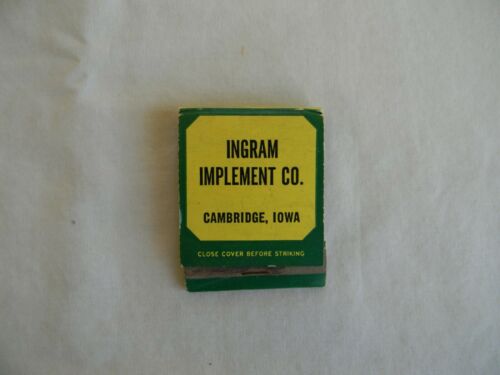 INGRAM
IMPLEMENT CO.
CAMBRIDGE, IOWA
CLOSE COVER BEFORE STRIKING